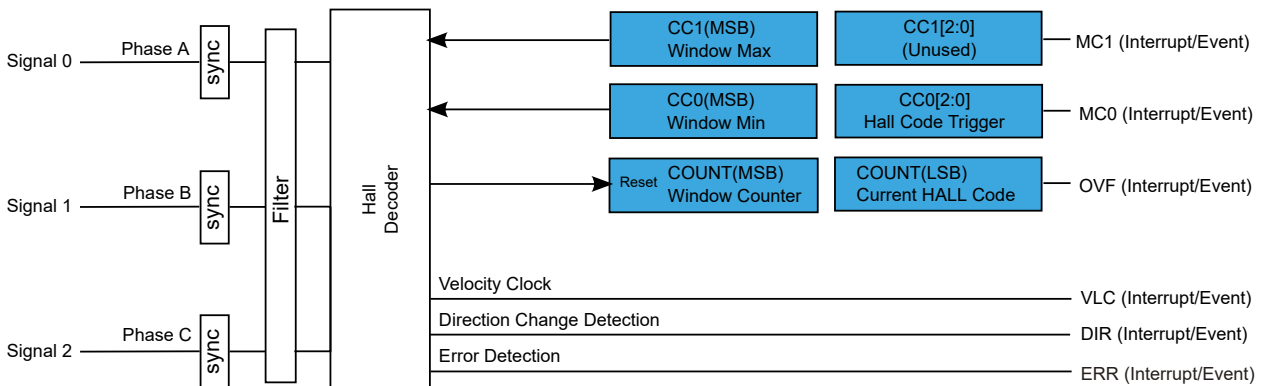 Signal 0
Phase A
sync
Signal 1
Phase B
sync
Signal 2
Phase C
sync
Filter
Hall
Decoder
CC1(MSB)
Window Max
CC1[2:0]
(Unused)
MC1 (Interrupt/Event)
CC0(MSB)
Window Min
CC0[2:0]
Hall Code Trigger
MC0 (Interrupt/Event)
Reset
COUNT(MSB)
Window Counter
COUNT(LSB)
Current HALL Code
OVF (Interrupt/Event)
Velocity Clock
VLC (Interrupt/Event)
Direction Change Detection
DIR (Interrupt/Event)
Error Detection
ERR (Interrupt/Event)